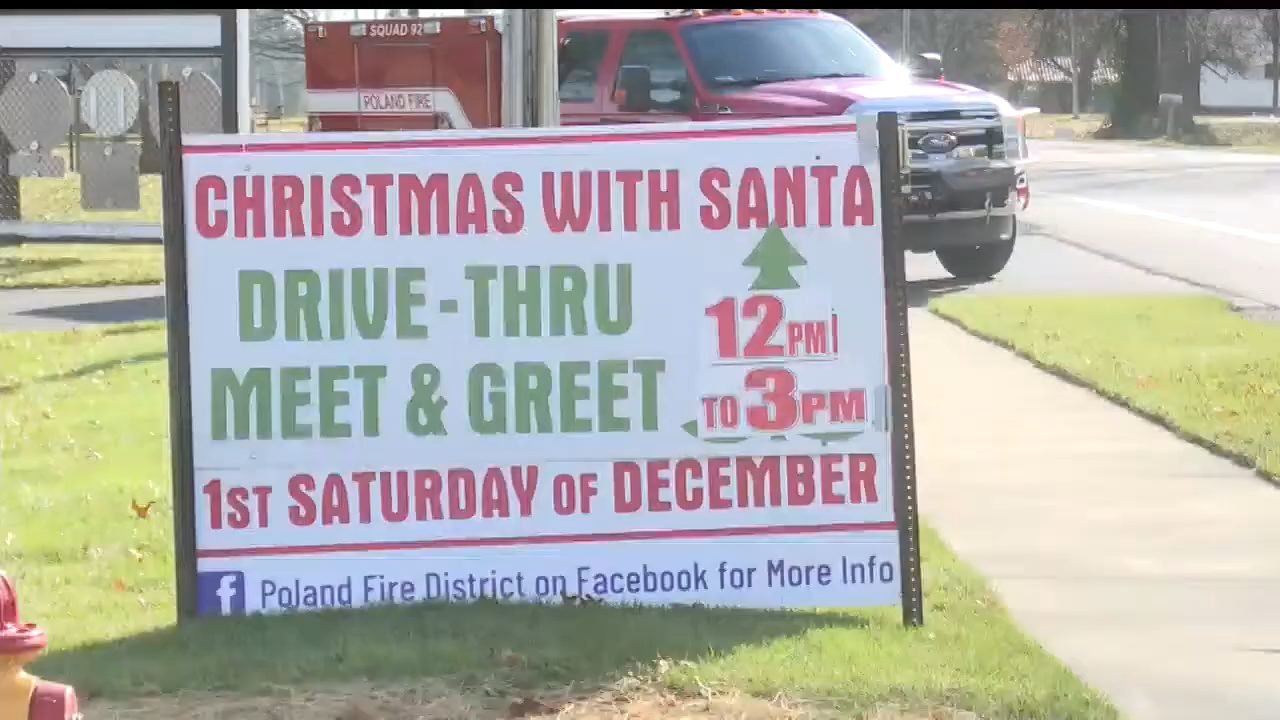 SQUAD 92
POLAND FIRE
CHRISTMAS WITH SANTA
DRIVE-THRU
MEET & GREET
12PM
TO 3PM
1ST SATURDAY OF DECEMBER
f Poland Fire District on Facebook for More Info